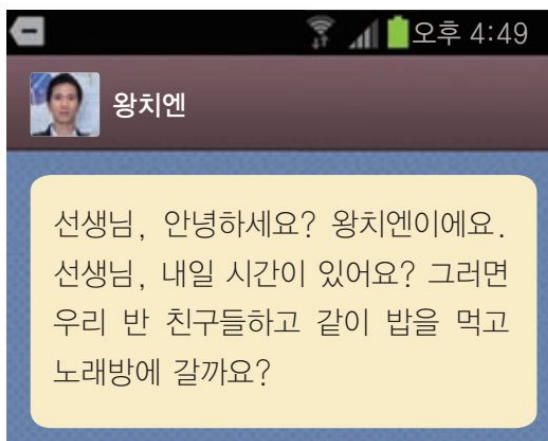 오후 4:49
왕치엔
선생님, 안녕하세요? 왕치엔이에요.
선생님, 내일 시간이 있어요? 그러면
우리 반 친구들하고 같이 밥을 먹고
노래방에 갈까요?